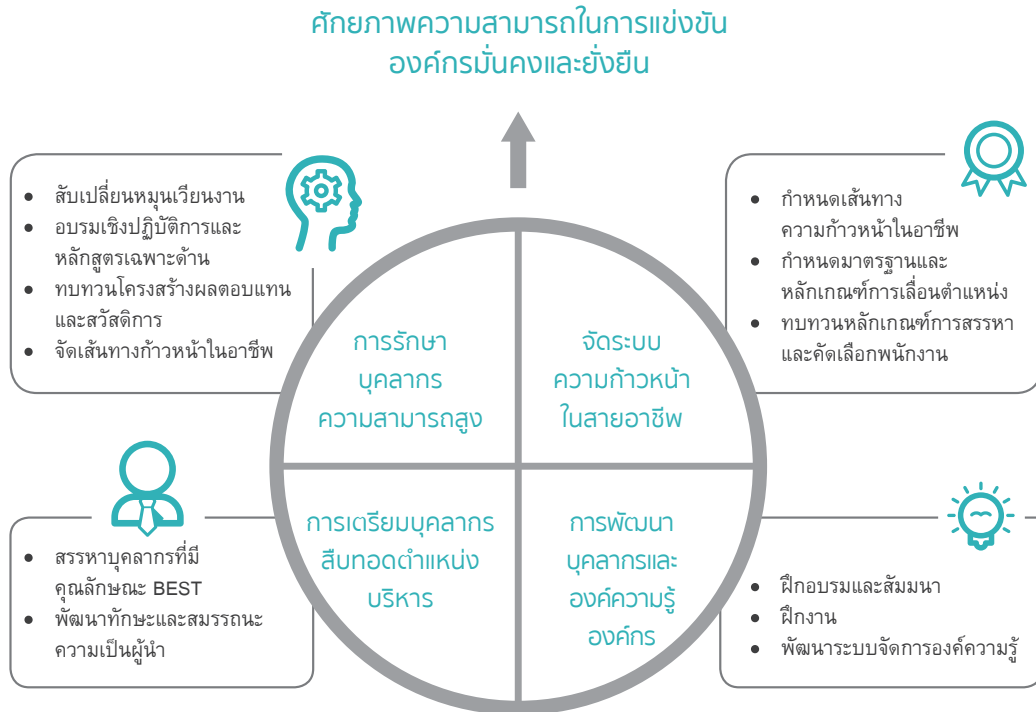 ศักยภาพความสามารถในการแข่งขัน
องค์กรมั่นคงและยั่งยืน
• สับเปลี่ยนหมุนเวียนงาน
• อบรมเชิงปฏิบัติการและ
หลักสูตรเฉพาะด้าน
• ทบทวนโครงสร้างผลตอบแทน
และสวัสดิการ
• จัดเส้นทางก้าวหน้าในอาชีพ
• กำหนดเส้นทาง
ความก้าวหน้าในอาชีพ
• กำหนดมาตรฐานและ
หลักเกณฑ์การเลื่อนตำแหน่ง
• ทบทวนหลักเกณฑ์การสรรหา
และคัดเลือกพนักงาน
การรักษา
บุคลากร
ความสามารถสูง
จัดระบบ
ความก้าวหน้า
ในสายอาชีพ
การเตรียมบุคลากร
สืบทอดตำแหน่ง
บริหาร
การพัฒนา
บุคลากรและ
องค์ความรู้
องค์กร
• สรรหาบุคลากรที่มี
คุณลักษณะ BEST
• พัฒนาทักษะและสมรรถนะ
ความเป็นผู้นำ
• ฝึกอบรมและสัมมนา
• ฝึกงาน
• พัฒนาระบบจัดการองค์ความรู้